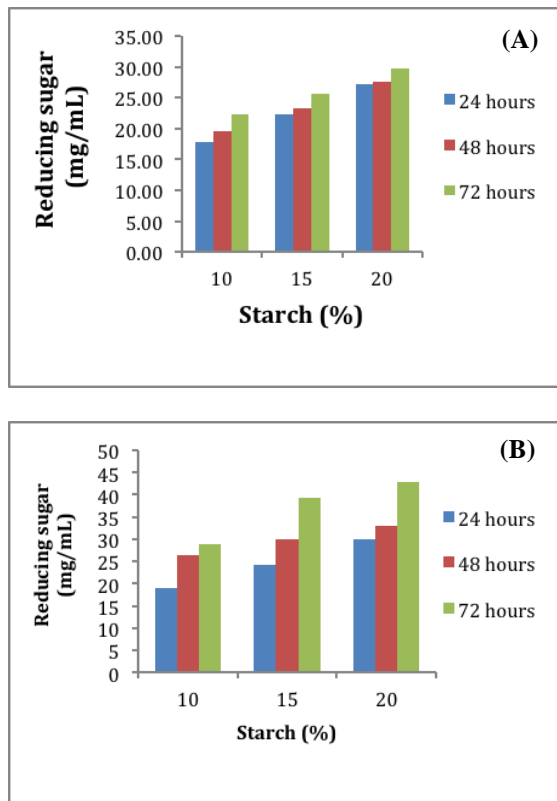 (A)
Reducing sugar
(mg/mL)
35.00
30.00
25.00
20.00
15.00
10.00
5.00
0.00
10 15 20
Starch (%)
24 hours
48 hours
72 hours
(B)
Reducing sugar
(mg/mL)
50
45
40
35
30
25
20
15
10
5
0
10 15 20
Starch (%)
24 hours
48 hours
72 hours